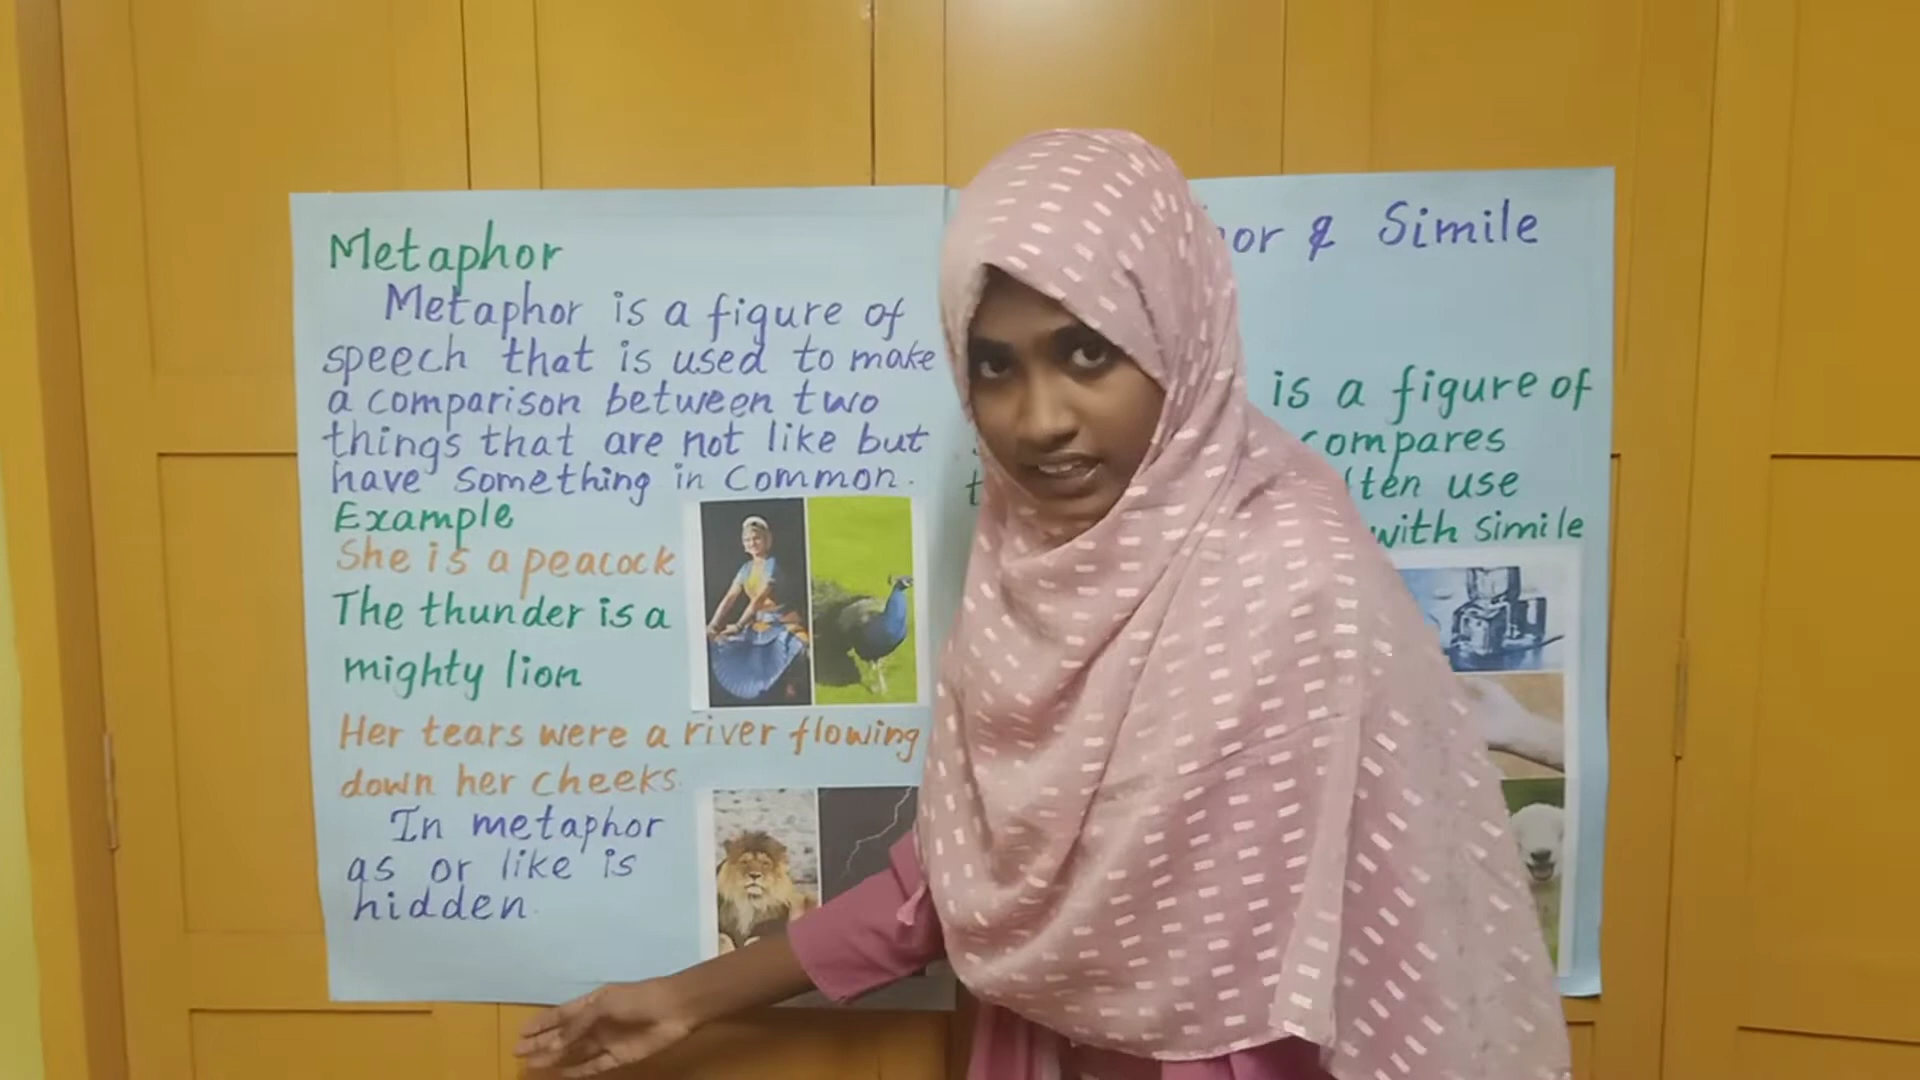 Metaphor
Metaphor is a figure of
speech that is used to make
a comparison between two
things that are not like but
have something in Common.
Example
She is a peacock
The thunder is a
mighty lion
Her tears were a river flowing
down her cheeks.
In metaphor
as or like is
hidden.
& Simile
is a figure of
compares
use
with simile